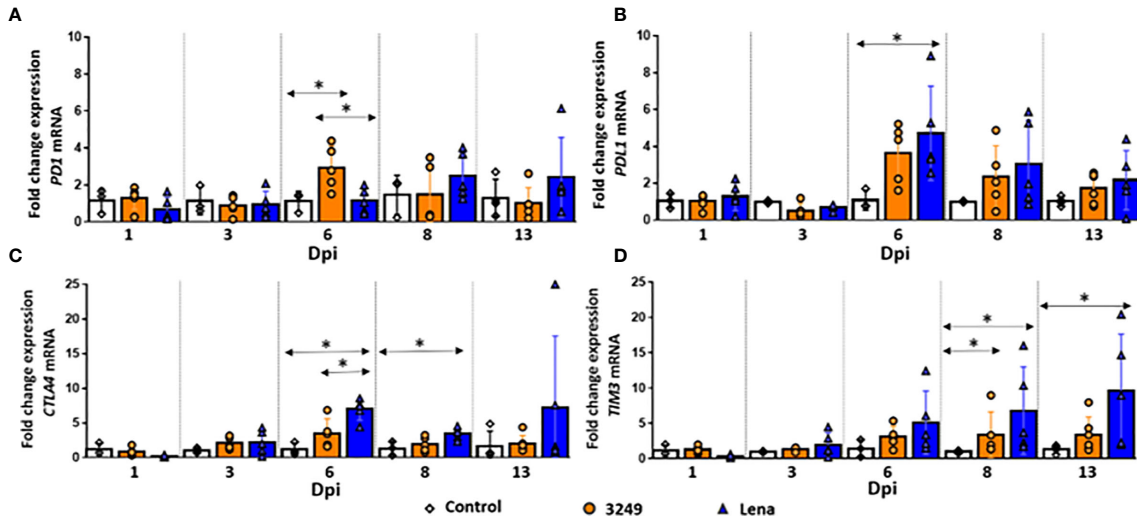 A
Fold change expression
PD1 mRNA
10
8
6
4
2
0
*
*
1 3 6 8 13
Dpi
B
Fold change expression
PDL1 mRNA
10
8
6
4
2
0
*
1 3 6 8 13
Dpi
C
Fold change expression
CTLA4 mRNA
25
20
15
10
5
0
*
*
*
1 3 6 8 13
Dpi
D
Fold change expression
TIM3 mRNA
25
20
15
10
5
0
*
*
*
1 3 6 8 13
Dpi
Control 3249 Lena